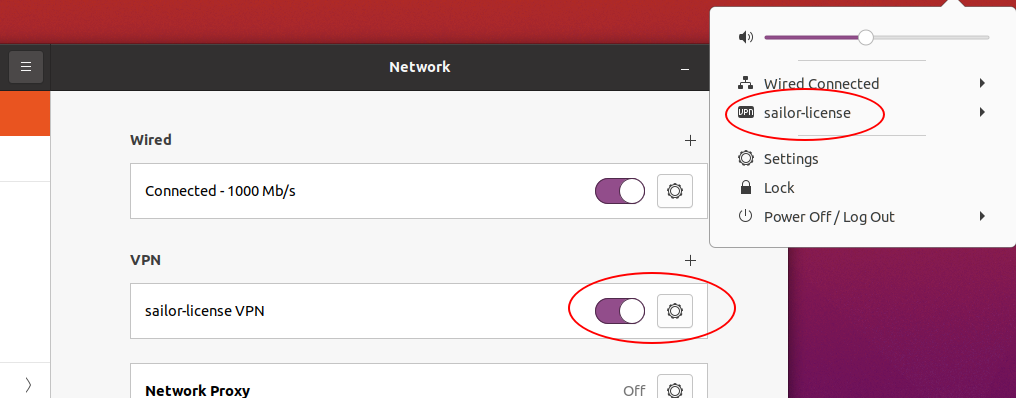 Network
Wired
Connected - 1000 Mb/s
VPN
sailor-license VPN
Network Proxy
Off
Wired Connected
VPN
sailor-license
Settings
Lock
Power Off / Log Out